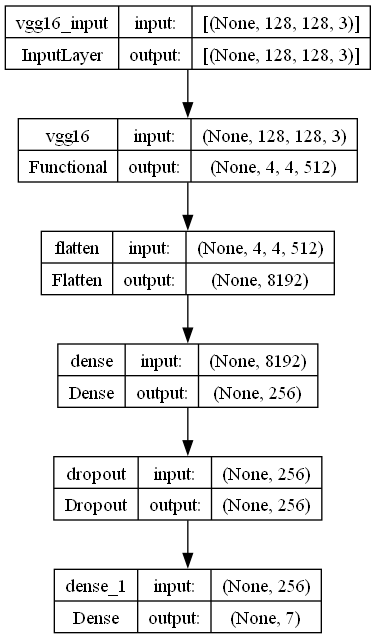 vgg16_input input: [(None, 128, 128, 3)]
InputLayer output: [(None, 128, 128, 3)]
vgg16 input: (None, 128, 128, 3)
Functional output: (None, 4, 4, 512)
flatten input: (None, 4, 4, 512)
Flatten output: (None, 8192)
dense input: (None, 8192)
Dense output: (None, 256)
dropout input: (None, 256)
Dropout output: (None, 256)
dense_1 input: (None, 256)
Dense output: (None, 7)